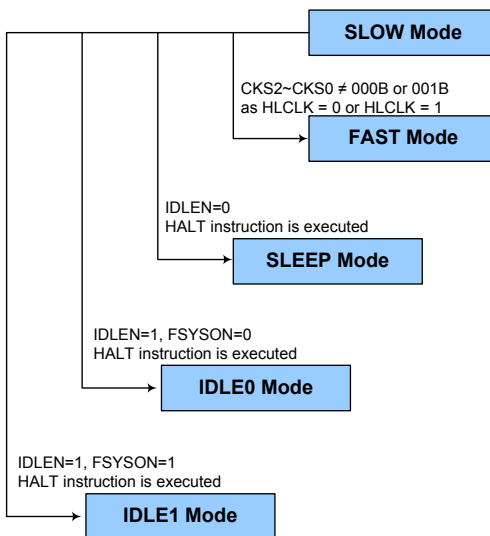 SLOW Mode
CKS2~CKS0 ≠ 000B or 001B
as HLCLK = 0 or HLCLK = 1
FAST Mode
IDLEN=0
HALT instruction is executed
SLEEP Mode
IDLEN=1, FSYSON=0
HALT instruction is executed
IDLE0 Mode
IDLEN=1, FSYSON=1
HALT instruction is executed
IDLE1 Mode